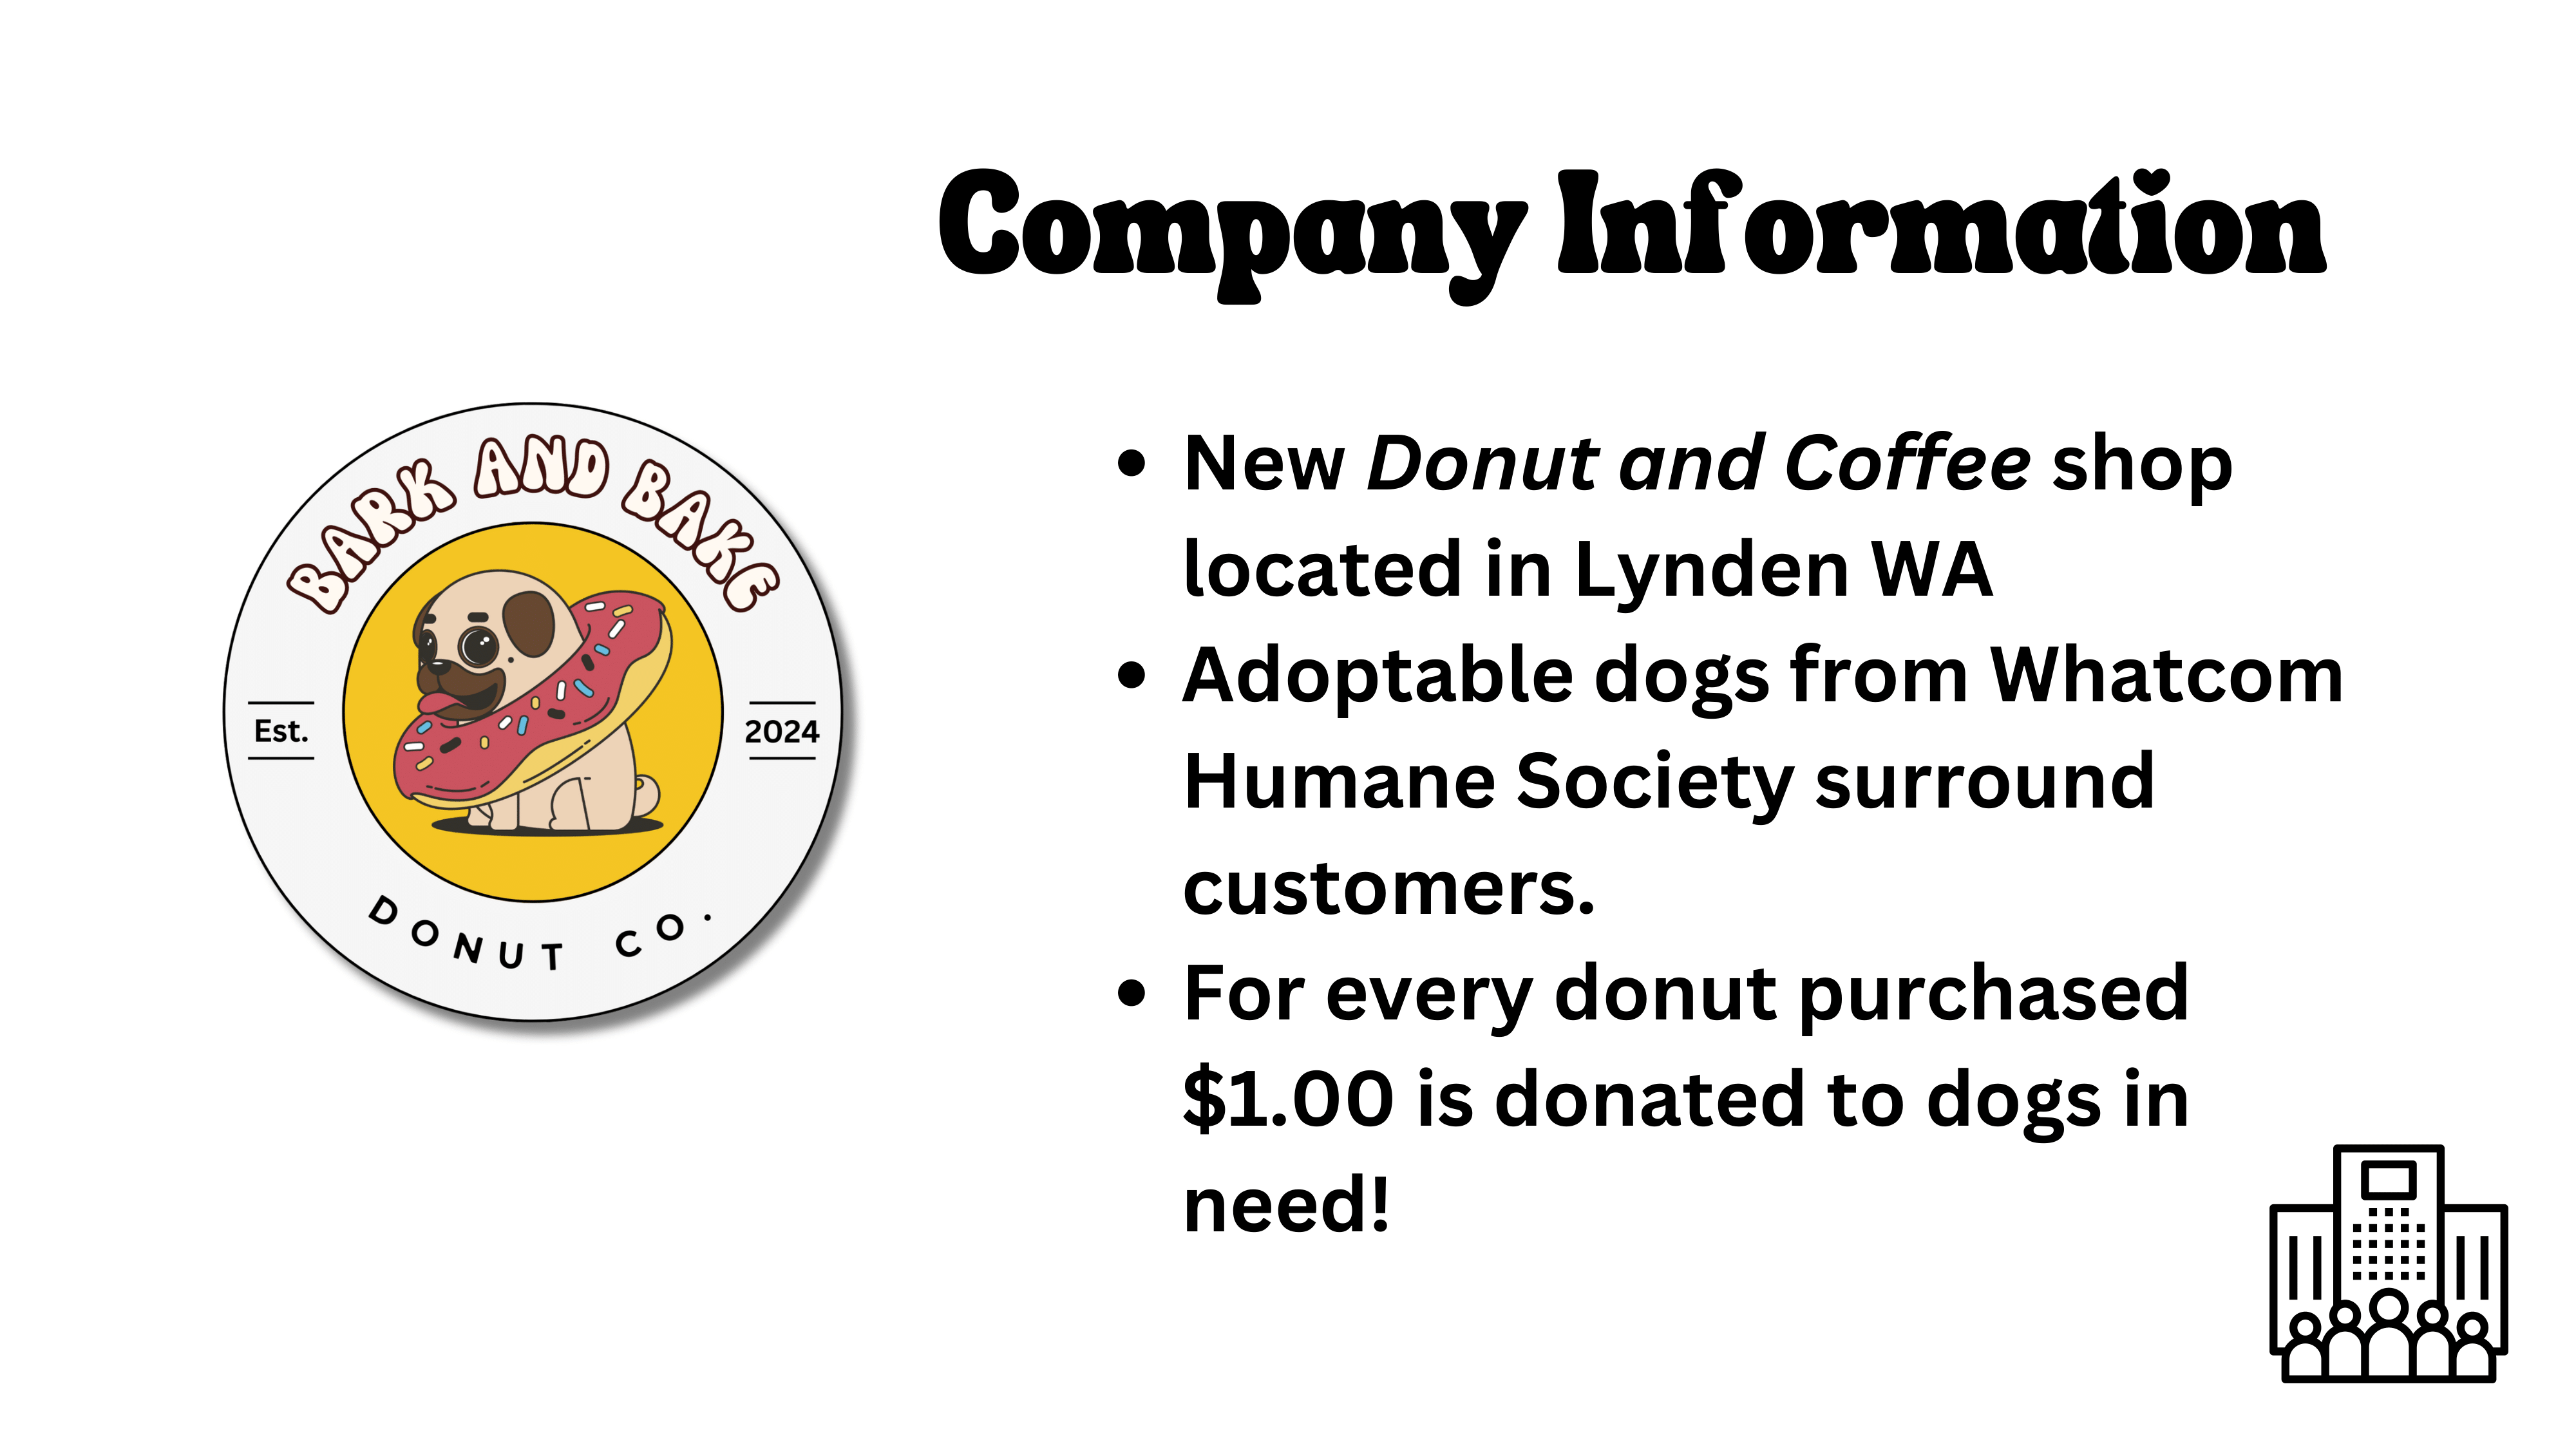 Company Information
BARK AND BAKE
Est.
2024
DONUT CO.
• New Donut and Coffee shop
located in Lynden WA
• Adoptable dogs from Whatcom
Humane Society surround
customers.
• For every donut purchased
$1.00 is donated to dogs in
need!